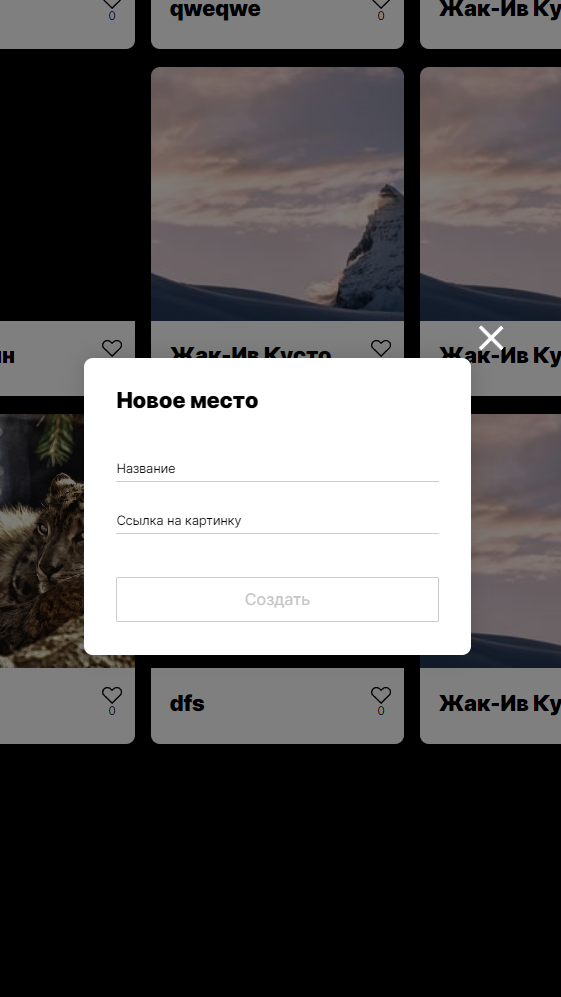 0
qweqwe
0
Жак-Ив Ку
н
Жак-Ив Кусто
Жак-Ив Ку
Новое место
Название
Ссылка на картинку
Создать
0
dfs
0
Жак-Ив Ку